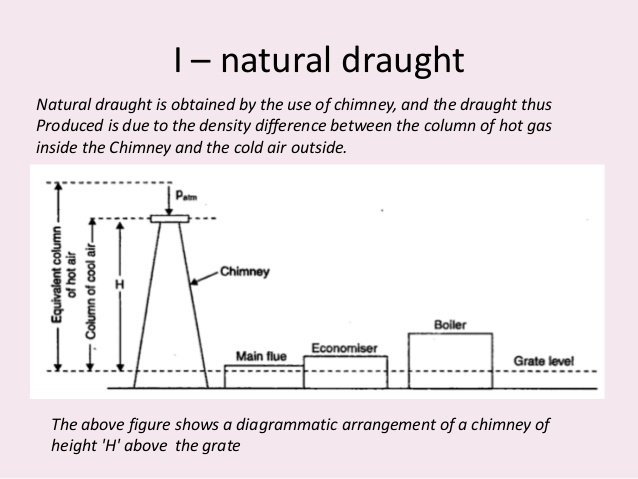 I – natural draught
Natural draught is obtained by the use of chimney, and the draught thus
Produced is due to the density difference between the column of hot gas
inside the Chimney and the cold air outside.
Patm
Equivalent column
of hot air
Column of cool air
H
Chimney
Main flue
Economiser
Boiler
Grate level
The above figure shows a diagrammatic arrangement of a chimney of
height 'H' above the grate